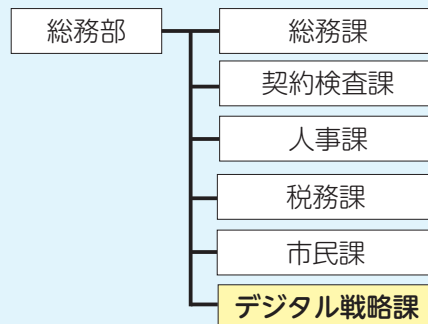 総務部
総務課
契約検査課
人事課
税務課
市民課
デジタル戦略課